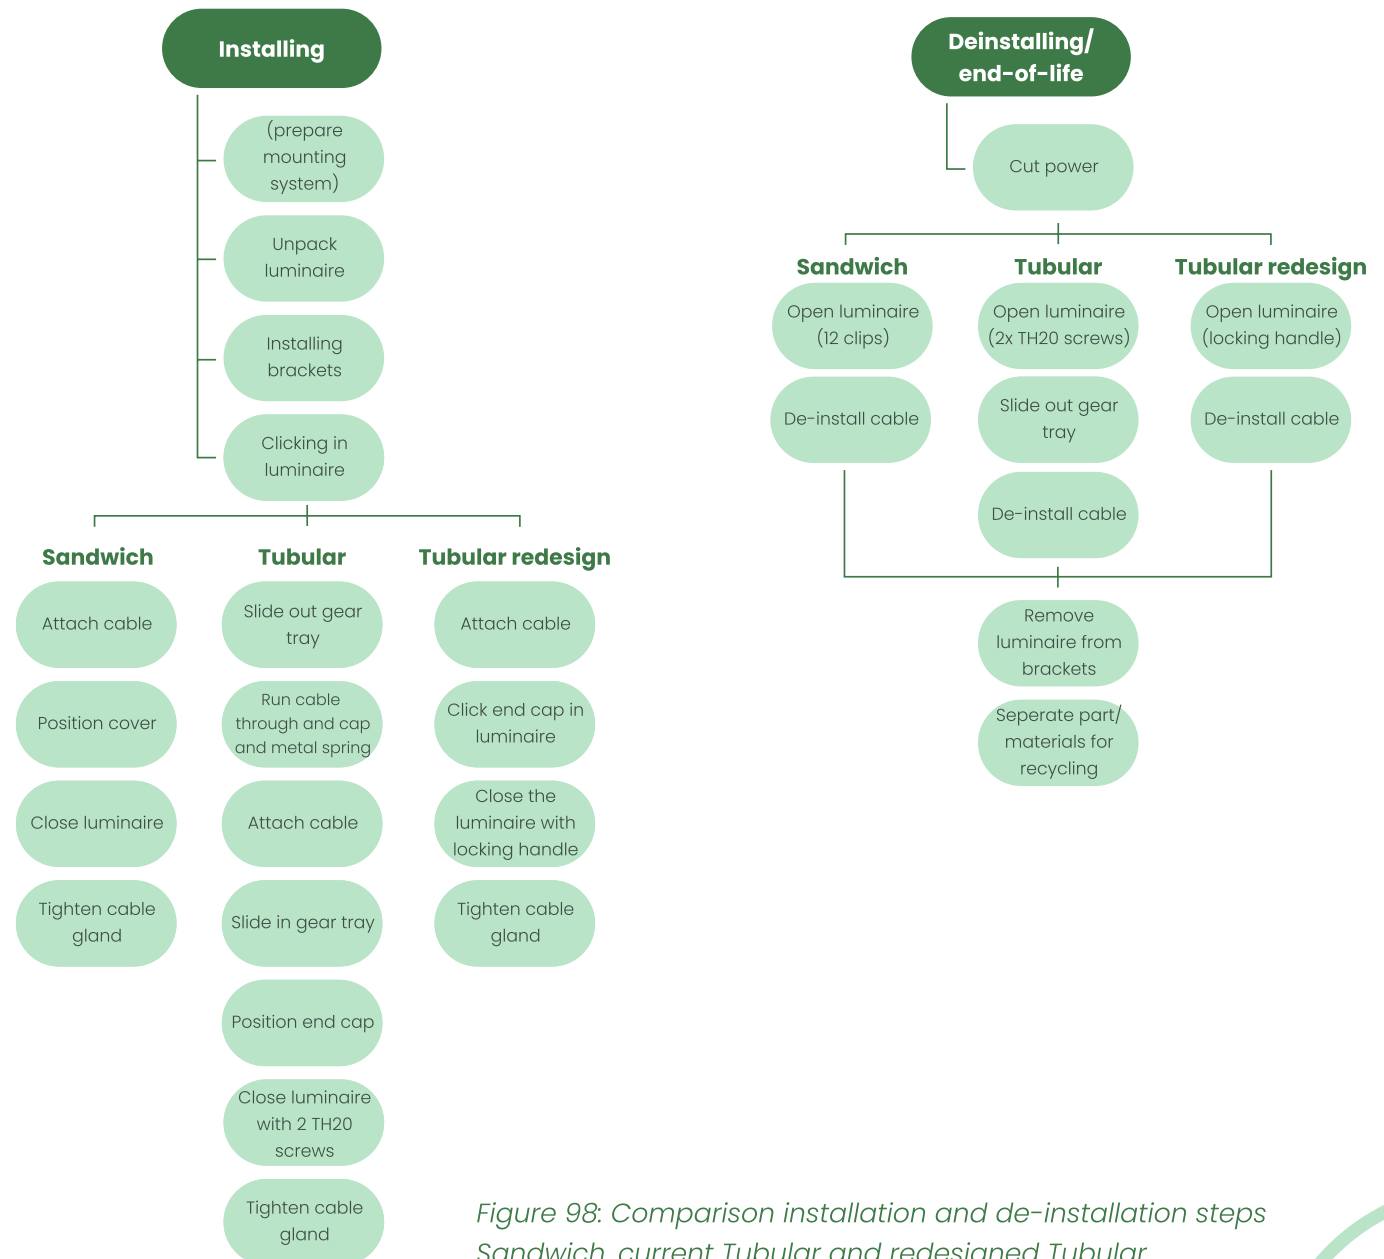 Installing
(prepare
mounting
system)
Unpack
luminaire
Installing
brackets
Clicking in
luminaire
Sandwich
Attach cable
Position cover
Close luminaire
Tighten cable
gland
Tubular
Slide out gear
tray
Run cable
through and cap
and metal spring
Attach cable
Slide in gear tray
Position end cap
Close luminaire
with 2 TH20
screws
Tighten cable
gland
Tubular redesign
Attach cable
Click end cap in
luminaire
Close the
luminaire with
locking handle
Tighten cable
gland
Deinstalling/
end-of-life
Cut power
Sandwich
Open luminaire
(12 clips)
De-install cable
Tubular
Open luminaire
(2x TH20 screws)
Slide out gear
tray
De-install cable
Tubular redesign
Open luminaire
(locking handle)
De-install cable
Remove
luminaire from
brackets
Seperate part/
materials for
recycling
Figure 98: Comparison installation and de-installation steps
Sandwich, current Tubular and redesigned Tubular